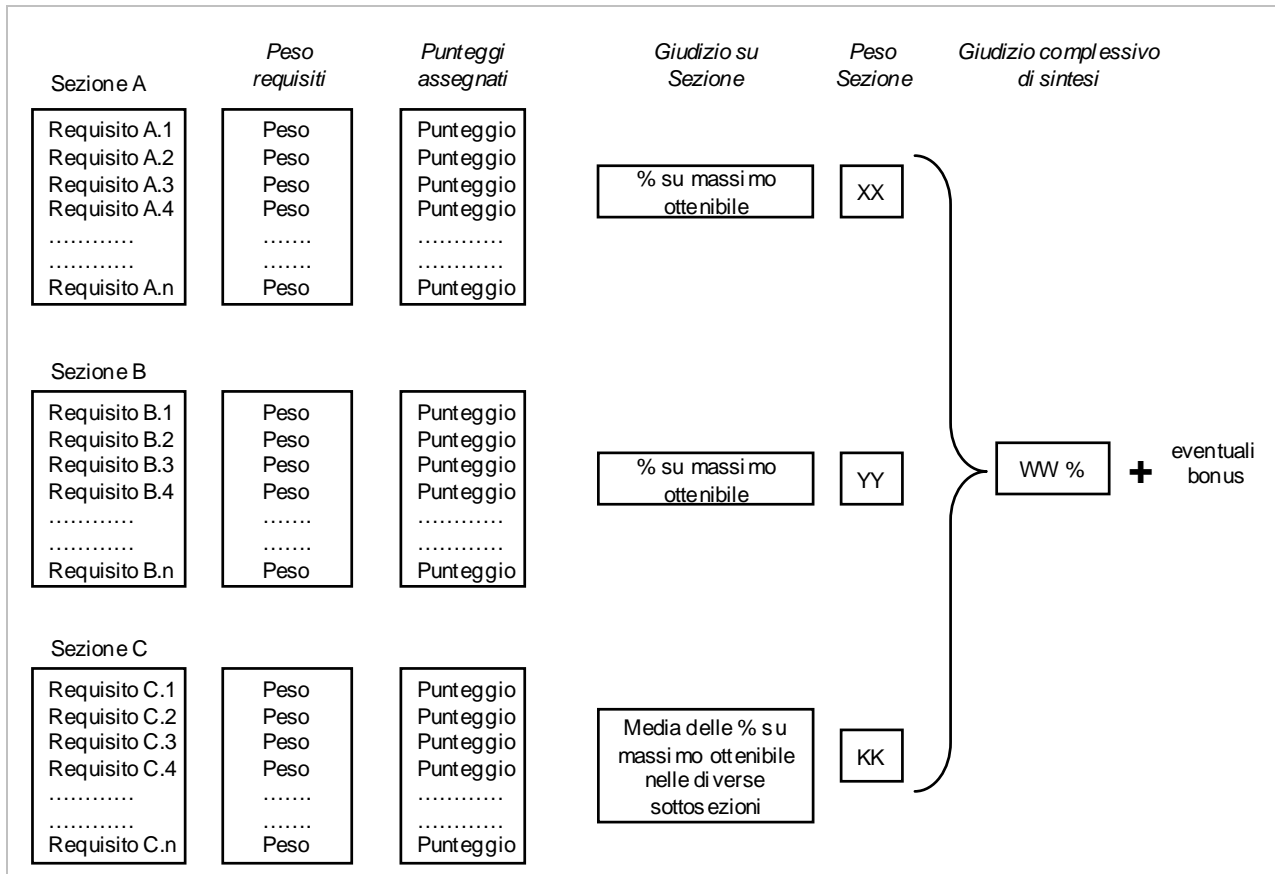 Peso requisiti
Punteggi assegnati
Giudizio su Sezione
Peso Sezione
Giudizio complessivo di sintesi
Sezione A
Requisito A.1 Peso Punteggio
Requisito A.2 Peso Punteggio
Requisito A.3 Peso Punteggio
Requisito A.4 Peso Punteggio
………… ……. …………
………… ……. …………
Requisito A.n Peso Punteggio
% su massimo
ottenibile
XX
Sezione B
Requisito B.1 Peso Punteggio
Requisito B.2 Peso Punteggio
Requisito B.3 Peso Punteggio
Requisito B.4 Peso Punteggio
………… ……. …………
………… ……. …………
Requisito B.n Peso Punteggio
% su massimo
ottenibile
YY
WW %
+
eventuali
bonus
Sezione C
Requisito C.1 Peso Punteggio
Requisito C.2 Peso Punteggio
Requisito C.3 Peso Punteggio
Requisito C.4 Peso Punteggio
………… ……. …………
………… ……. …………
Requisito C.n Peso Punteggio
Media delle % su
massimo ottenibile
nelle diverse
sottosezioni
KK